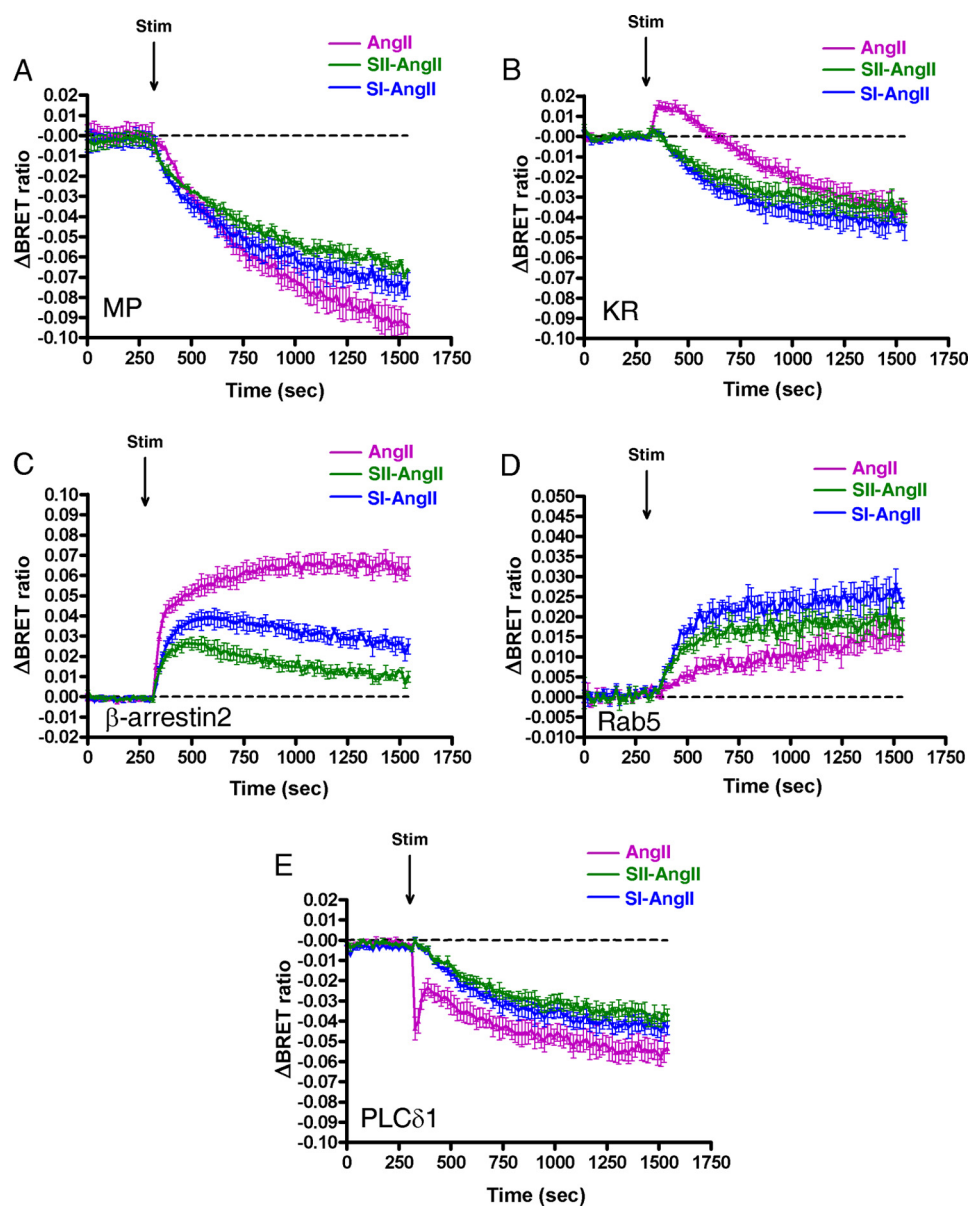 Stim
A
AngII
SII-AngII
SI-AngII
0.02
0.01
-0.00
-0.01
-0.02
-0.03
-0.04
-0.05
-0.06
-0.07
-0.08
-0.09
-0.10
ΔBRET ratio
MP
0 250 500 750 1000 1250 1500 1750
Time (sec)
Stim
B
AngII
SII-AngII
SI-AngII
0.02
0.01
-0.00
-0.01
-0.02
-0.03
-0.04
-0.05
-0.06
-0.07
-0.08
-0.09
-0.10
ΔBRET ratio
KR
0 250 500 750 1000 1250 1500 1750
Time (sec)
Stim
C
AngII
SII-AngII
SI-AngII
0.10
0.09
0.08
0.07
0.06
0.05
0.04
0.03
0.02
0.01
0.00
-0.01
-0.02
ΔBRET ratio
β-arrestin2
0 250 500 750 1000 1250 1500 1750
Time (sec)
Stim
D
AngII
SII-AngII
SI-AngII
0.050
0.045
0.040
0.035
0.030
0.025
0.020
0.015
0.010
0.005
0.000
-0.005
-0.010
ΔBRET ratio
Rab5
0 250 500 750 1000 1250 1500 1750
Time (sec)
Stim
E
AngII
SII-AngII
SI-AngII
0.02
0.01
-0.00
-0.01
-0.02
-0.03
-0.04
-0.05
-0.06
-0.07
-0.08
-0.09
-0.10
ΔBRET ratio
PLCδ1
0 250 500 750 1000 1250 1500 1750
Time (sec)